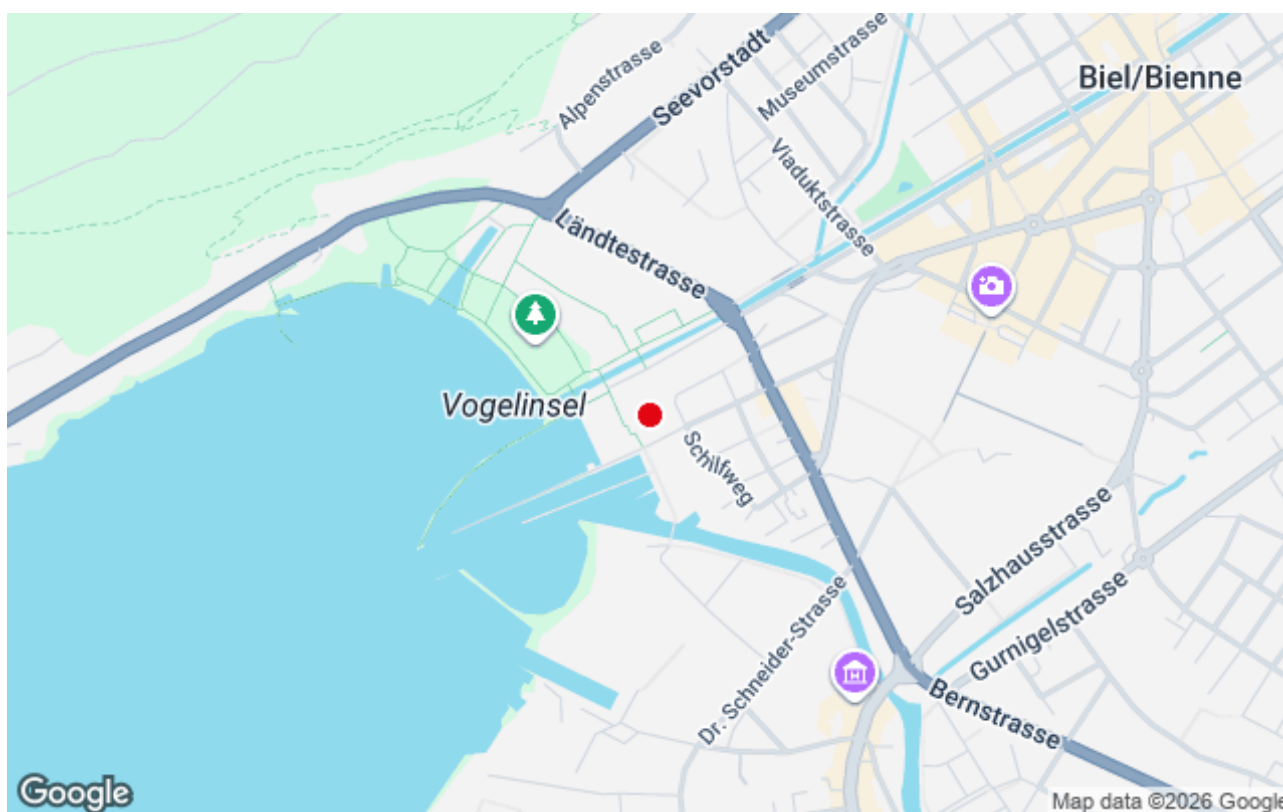 Alpenstrasse
Seevorstadt
Museumstrasse
Biel/Bienne
Viaduktstrasse
Ländtestrasse
Vogelinsel
Schilfweg
Salzhausstrasse
Dr. Schneider-Strasse
Gurnigelstrasse
Bernstrasse
Google
Map data ©2026 Google